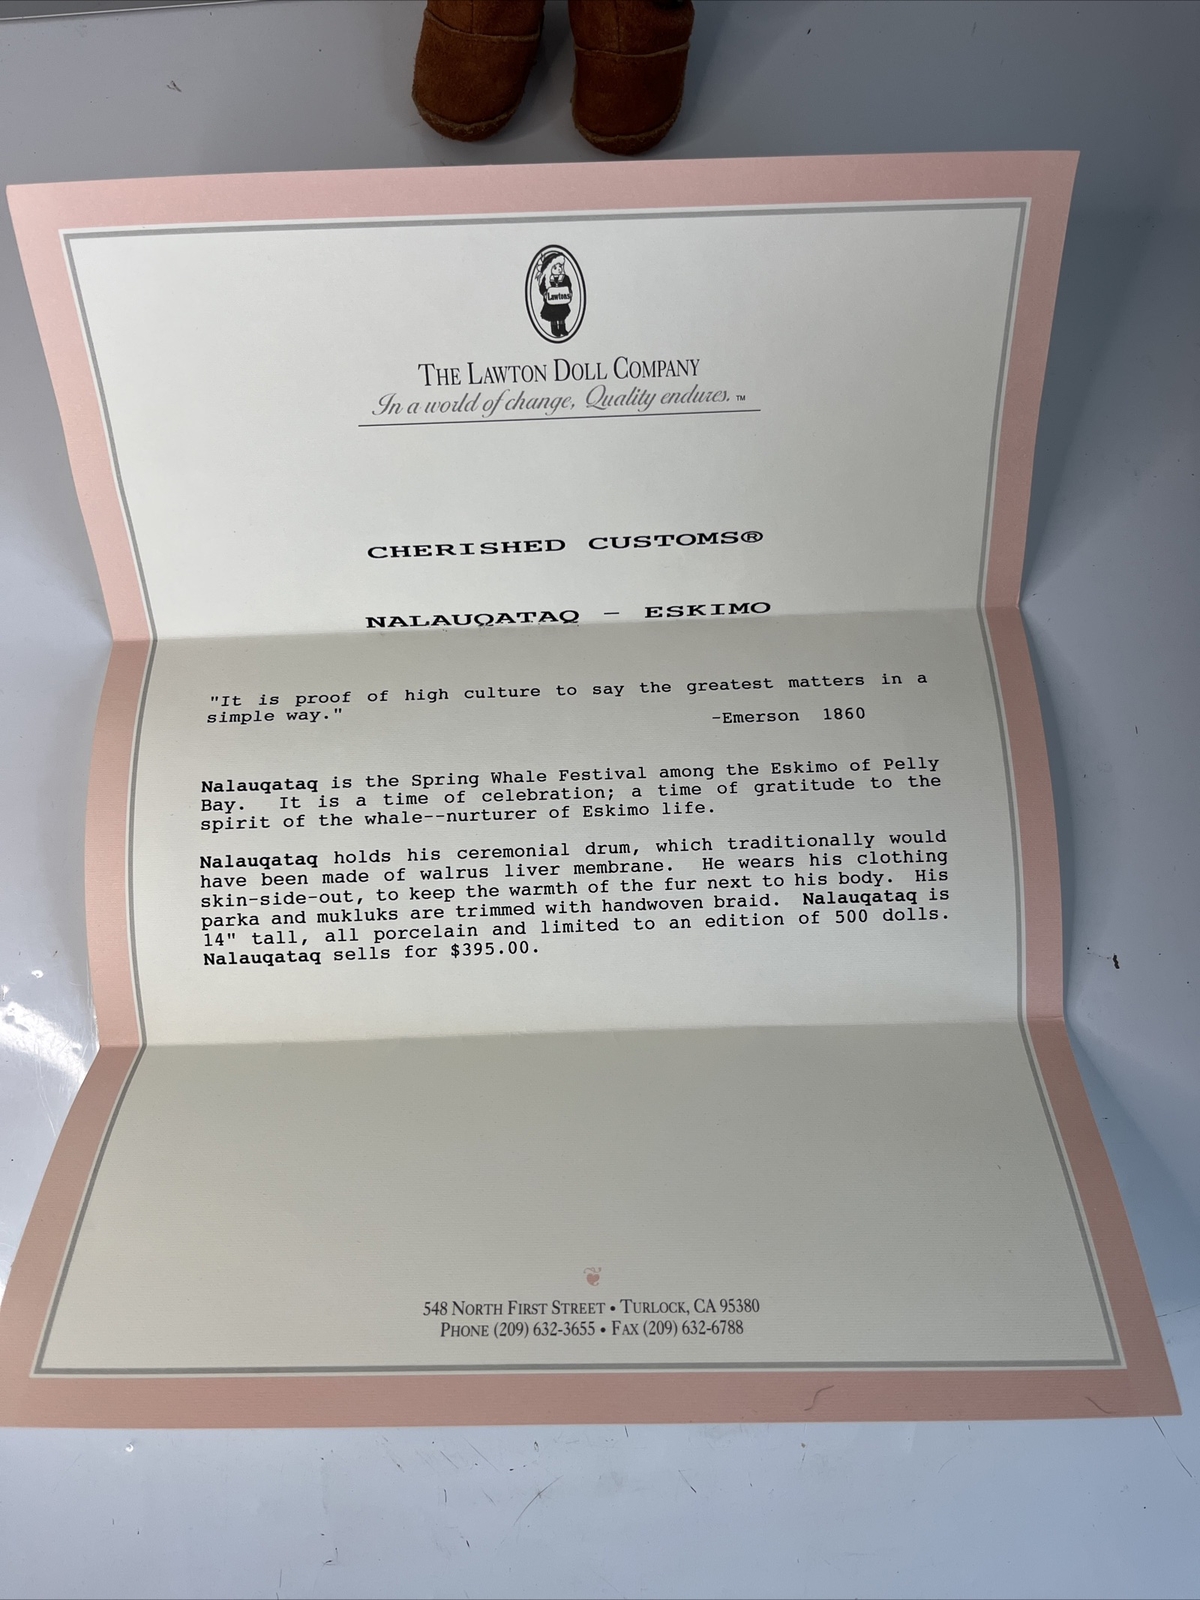 Lawtons
THE LAWTON DOLL COMPANY
In a world of change, Quality endures.™
CHERISHED CUSTOMS®
NALAUQATAQ - ESKIMO
"It is proof of high culture to say the greatest matters in a
simple way."
-Emerson 1860
Nalauqataq is the Spring Whale Festival among the Eskimo of Pelly
Bay. It is a time of celebration; a time of gratitude to the
spirit of the whale--nurturer of Eskimo life.
Nalauqataq holds his ceremonial drum, which traditionally would
have been made of walrus liver membrane. He wears his clothing
skin-side-out, to keep the warmth of the fur next to his body. His
parka and mukluks are trimmed with handwoven braid. Nalauqataq is
14" tall, all porcelain and limited to an edition of 500 dolls.
Nalauqataq sells for $395.00.
548 NORTH FIRST STREET • TURLOCK, CA 95380
PHONE (209) 632-3655 • FAX (209) 632-6788